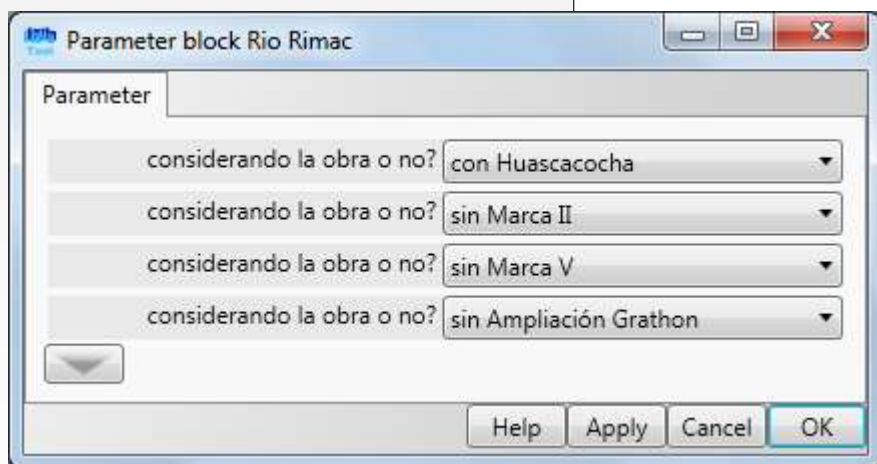 Parameter block Rio Rimac
Parameter
considerando la obra o no? con Huascacocha
considerando la obra o no? sin Marca II
considerando la obra o no? sin Marca V
considerando la obra o no? sin Ampliación Grathon
Help Apply Cancel OK